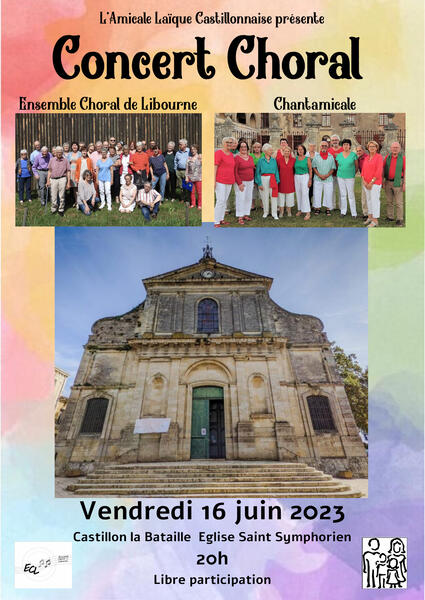 L'Amicale Laïque Castillonnaise présente
Concert Choral
Ensemble Choral de Libourne
Chantamicale
Vendredi 16 juin 2023
Castillon la Bataille Eglise Saint Symphorien
20h
Libre participation
ECL